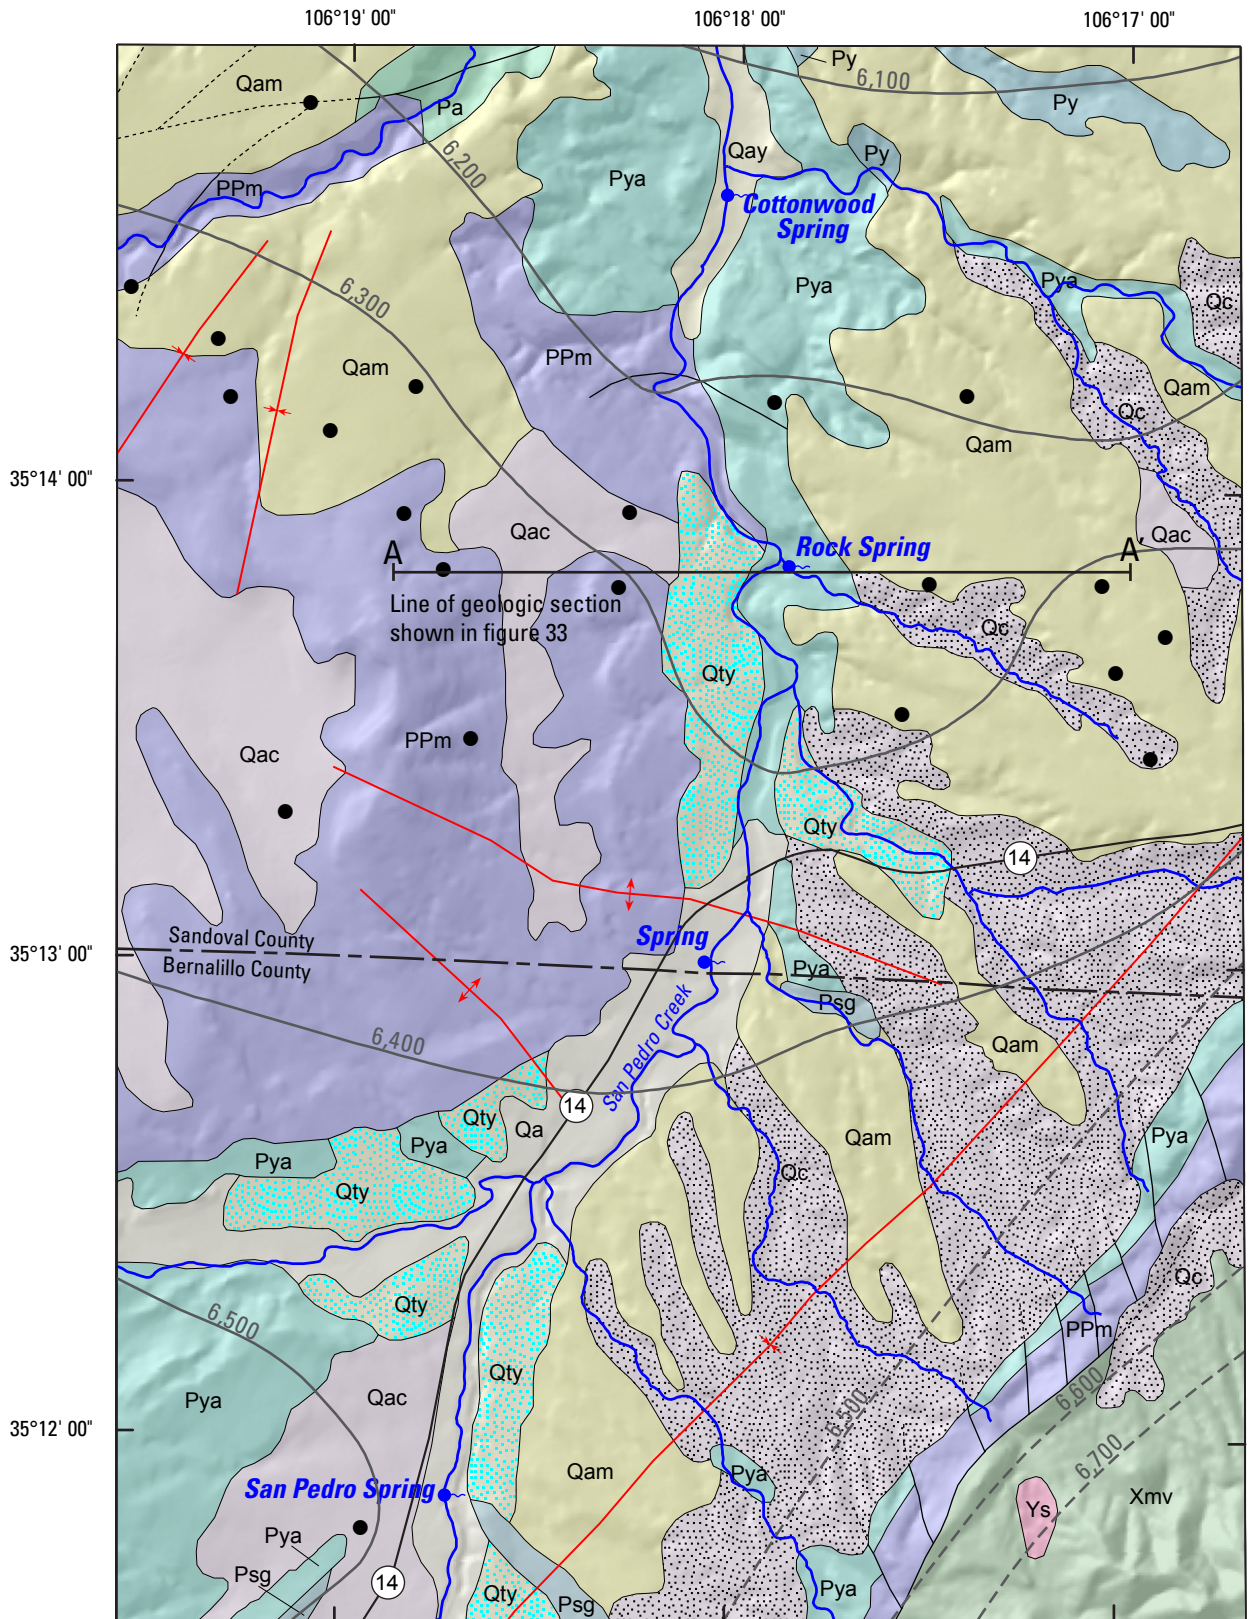 106°19' 00"
106°18' 00"
106°17' 00"
Qam
Pa
Py
6,100
Py
6,200
PPm
Pya
Qay
Py
Cottonwood
Spring
6,300
Pya
Pya
Qc
PPm
Qam
Qam
Qc
Qam
35°14' 00"
Qac
Qac
A
Rock Spring
A'
Line of geologic section
shown in figure 33
Qc
Qty
Qac
PPm
Qty
14
Sandoval County
Bernalillo County
Spring
35°13' 00"
Pya
Psg
San Pedro Creek
6,400
Qam
14
Qty
Qa
Pya
Pya
Qam
Pya
Qty
Qc
Qc
Qty
6,500
PPm
Qty
Pya
Qac
6,500
6,600
35°12' 00"
6,700
Qam
Pya
San Pedro Spring
Ys
Xmv
Pya
Psg
14
Qty
Psg
Pya